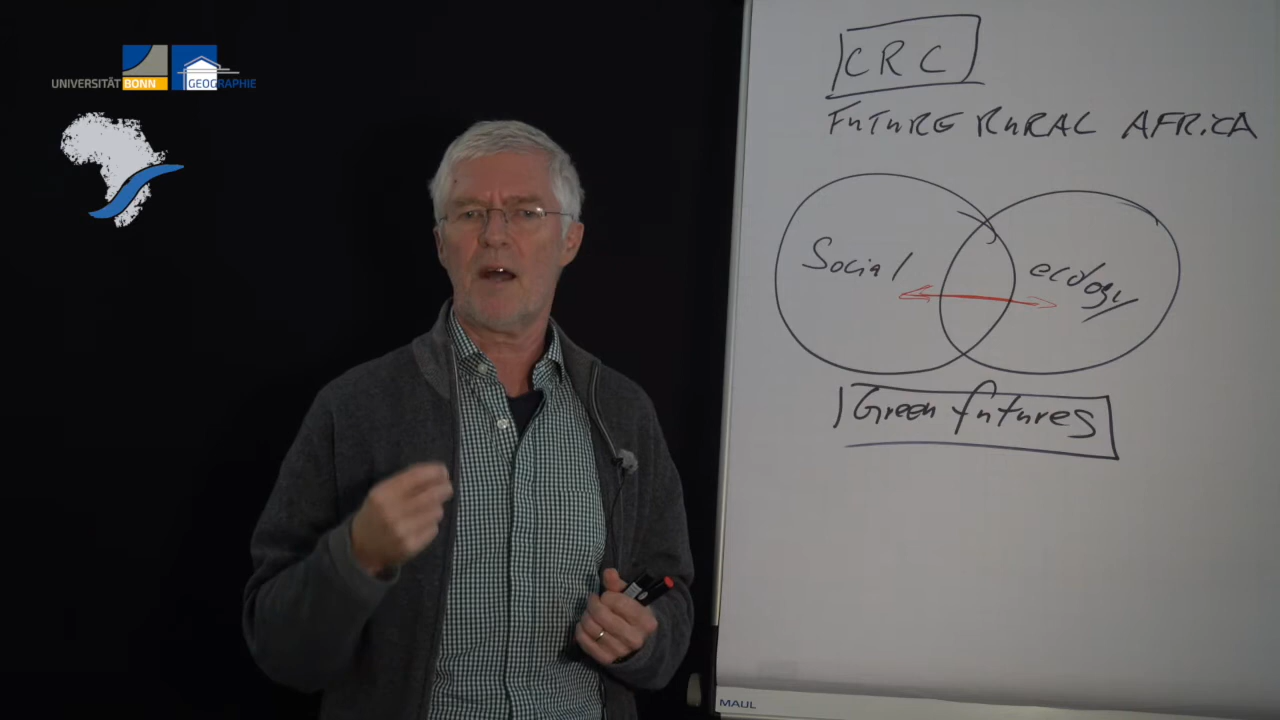 UNIVERSITÄT BONN
GEOGRAPHIE
CRC
FUTURE RURAL AFRICA
Social
ecology
Green futures
MAUL